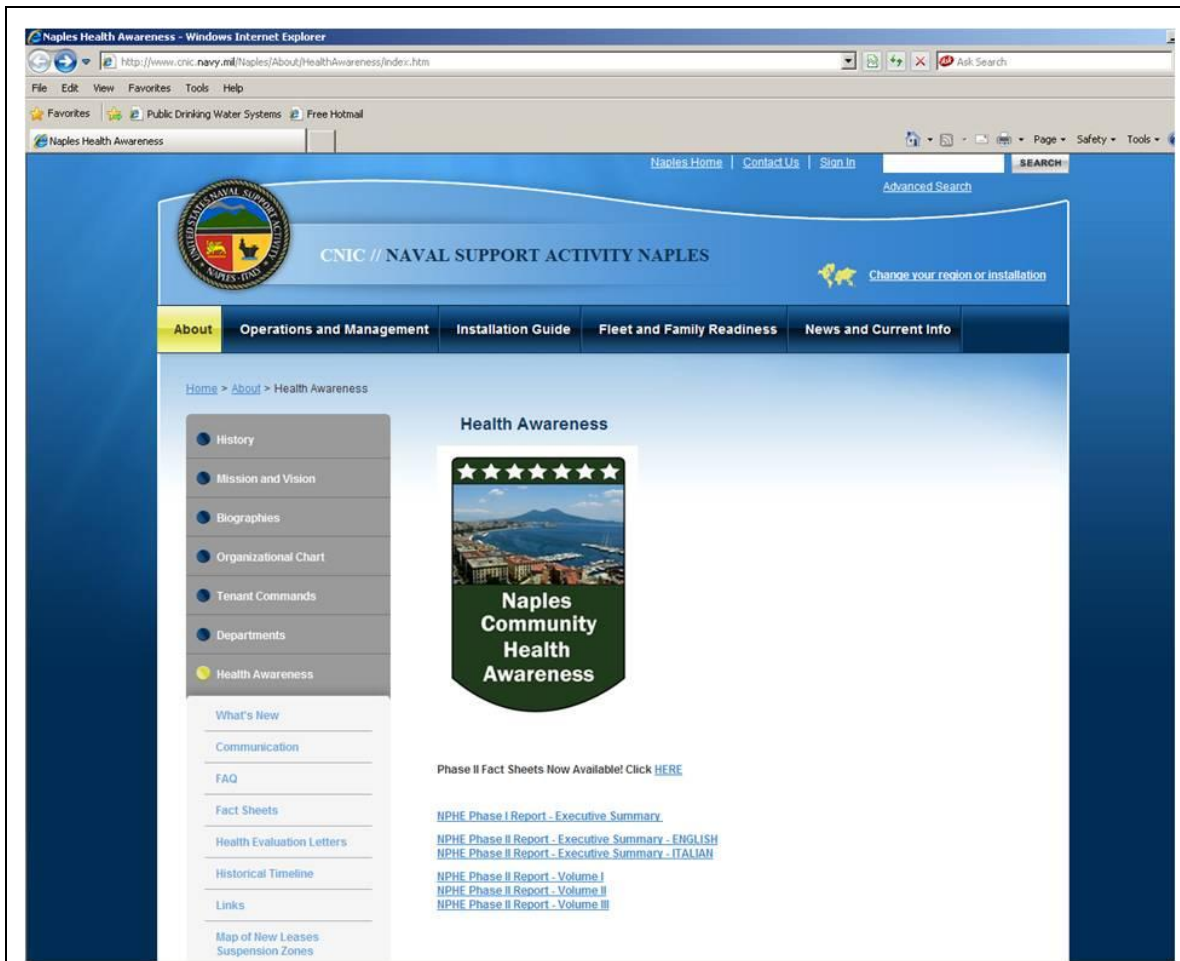 Naples Health Awareness - Windows Internet Explorer
http://www.cnic.navy.mil/Naples/About/HealthAwareness/index.htm
Ask Search
File Edit View Favorites Tools Help
Favorites Public Drinking Water Systems Free Hotmail
Naples Health Awareness Page Safety Tools
Naples Home | Contact Us | Sign In SEARCH
Advanced Search
UNITED STATES NAVAL SUPPORT ACTIVITY
NAPLES - ITALY
CNIC // NAVAL SUPPORT ACTIVITY NAPLES
Change your region or installation
About Operations and Management Installation Guide Fleet and Family Readiness News and Current Info
Home > About > Health Awareness
Health Awareness
History
Mission and Vision
Biographies
Organizational Chart
Tenant Commands
Departments
Health Awareness
What's New
Communication
FAQ
Fact Sheets
Health Evaluation Letters
Historical Timeline
Links
Map of New Leases
Suspension Zones
Naples
Community
Health
Awareness
Phase II Fact Sheets Now Available! Click HERE
NPHE Phase I Report - Executive Summary
NPHE Phase II Report - Executive Summary - ENGLISH
NPHE Phase II Report - Executive Summary - ITALIAN
NPHE Phase II Report - Volume I
NPHE Phase II Report - Volume II
NPHE Phase II Report - Volume III